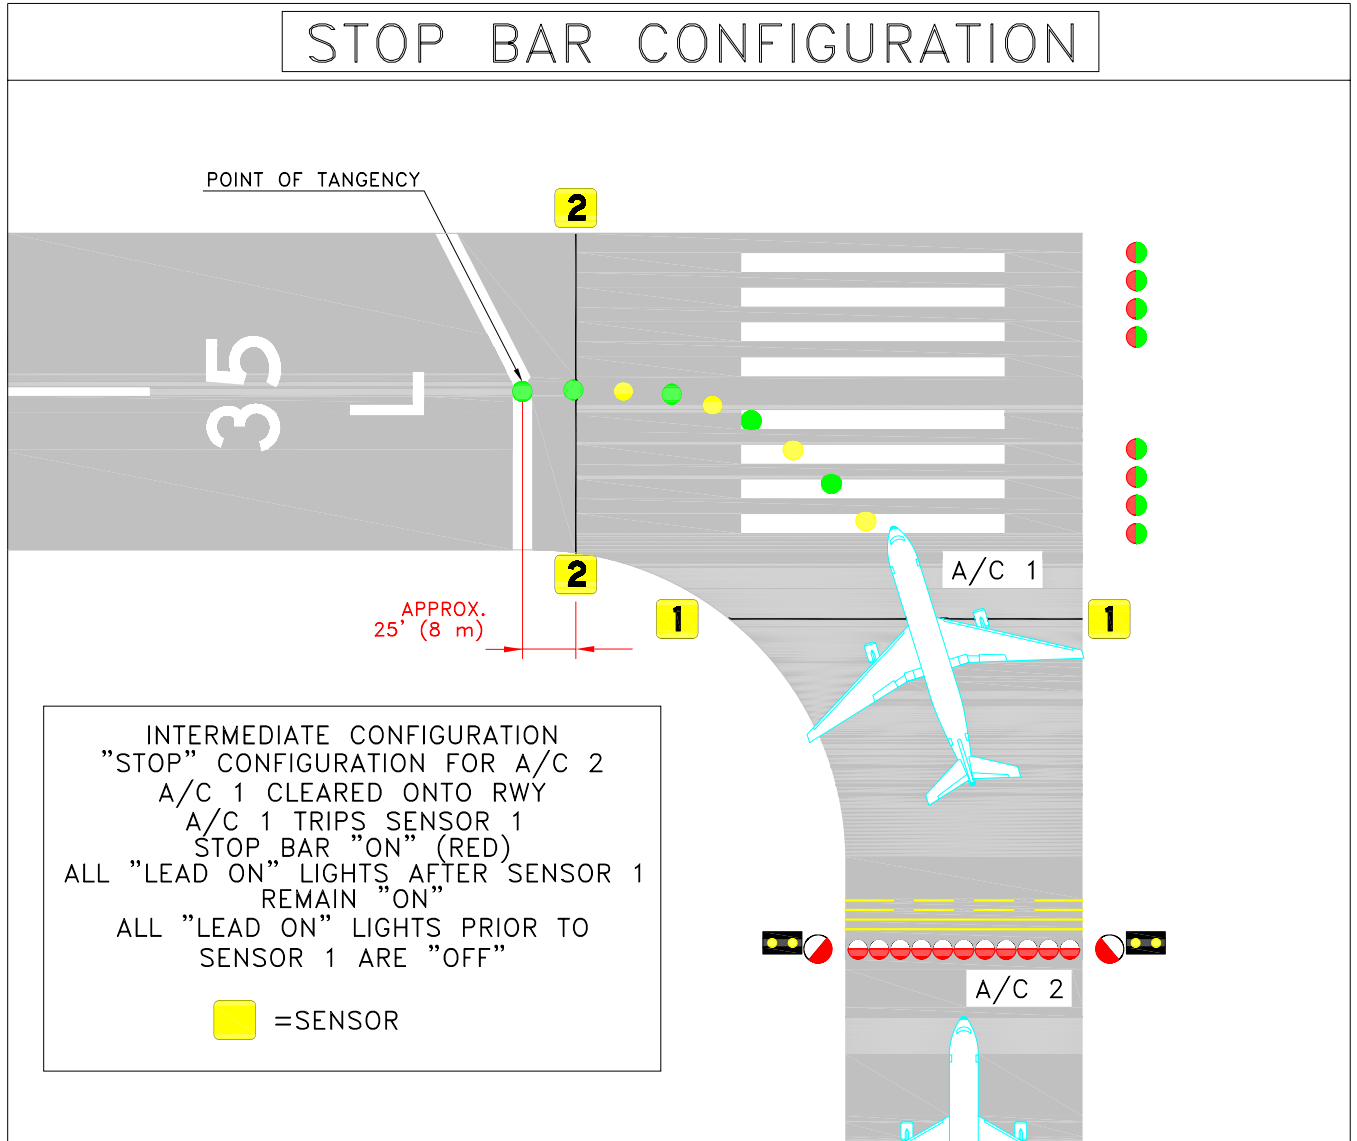 STOP BAR CONFIGURATION
POINT OF TANGENCY
2
35
L
2
A/C 1
APPROX.
25' (8 m)
1
1
INTERMEDIATE CONFIGURATION
"STOP" CONFIGURATION FOR A/C 2
A/C 1 CLEARED ONTO RWY
A/C 1 TRIPS SENSOR 1
STOP BAR "ON" (RED)
ALL "LEAD ON" LIGHTS AFTER SENSOR 1
REMAIN "ON"
ALL "LEAD ON" LIGHTS PRIOR TO
SENSOR 1 ARE "OFF"
=SENSOR
A/C 2